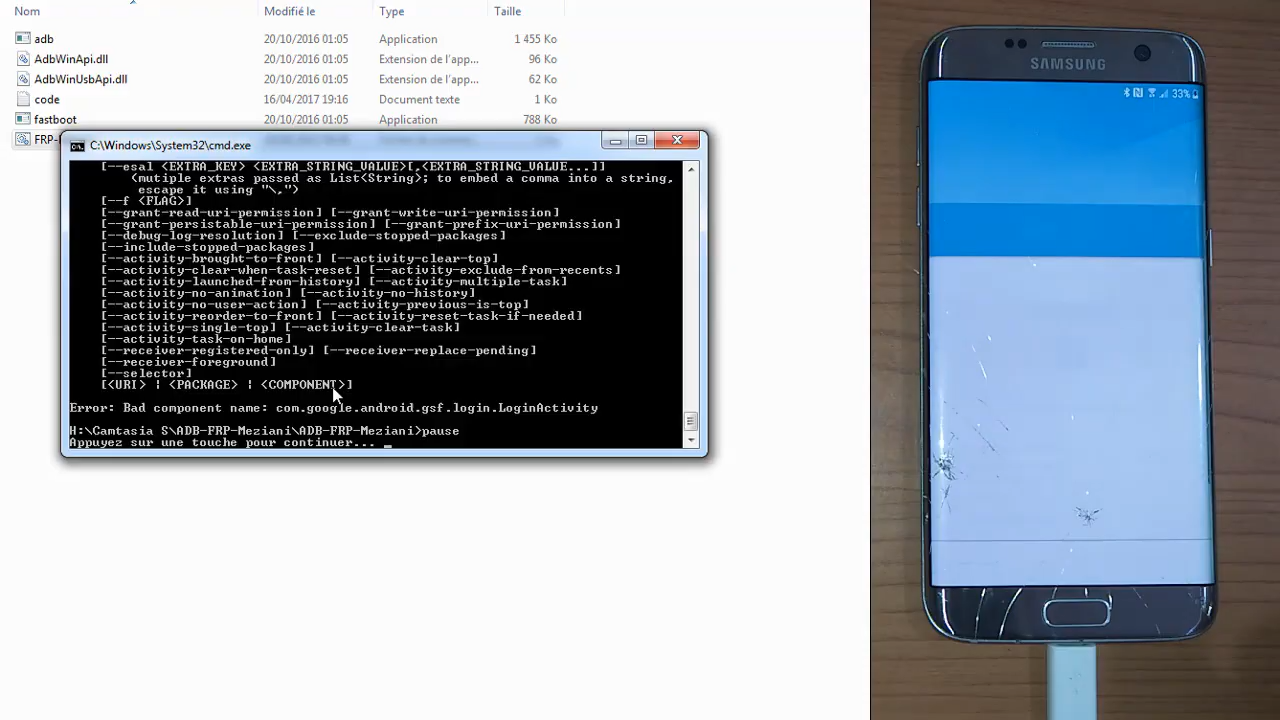 Nom Modifié le Type Taille
adb 20/10/2016 01:05 Application 1 455 Ko
AdbWinApi.dll 20/10/2016 01:05 Extension de l'app... 96 Ko
AdbWinUsbApi.dll 20/10/2016 01:05 Extension de l'app... 62 Ko
code 16/04/2017 19:16 Document texte 1 Ko
fastboot 20/10/2016 01:05 Application 788 Ko
C:\Windows\System32\cmd.exe
[--esal <EXTRA_KEY> <EXTRA_STRING_VALUE>[,<EXTRA_STRING_VALUE...]]
(mutiple extras passed as List<String>; to embed a comma into a string,
escape it using "\,")
[--f <FLAG>]
[--grant-read-uri-permission] [--grant-write-uri-permission]
[--grant-persistable-uri-permission] [--grant-prefix-uri-permission]
[--debug-log-resolution] [--exclude-stopped-packages]
[--include-stopped-packages]
[--activity-brought-to-front] [--activity-clear-top]
[--activity-clear-when-task-reset] [--activity-exclude-from-recents]
[--activity-launched-from-history] [--activity-multiple-task]
[--activity-no-animation] [--activity-no-history]
[--activity-no-user-action] [--activity-previous-is-top]
[--activity-reorder-to-front] [--activity-reset-task-if-needed]
[--activity-single-top] [--activity-clear-task]
[--activity-task-on-home]
[--receiver-registered-only] [--receiver-replace-pending]
[--receiver-foreground]
[--selector]
[<URI> | <PACKAGE> | <COMPONENT>]
Error: Bad component name: com.google.android.gsf.login.LoginActivity
H:\Camtasia S\ADB-FRP-Meziani\ADB-FRP-Meziani>pause
Appuyez sur une touche pour continuer... _
SAMSUNG
33%